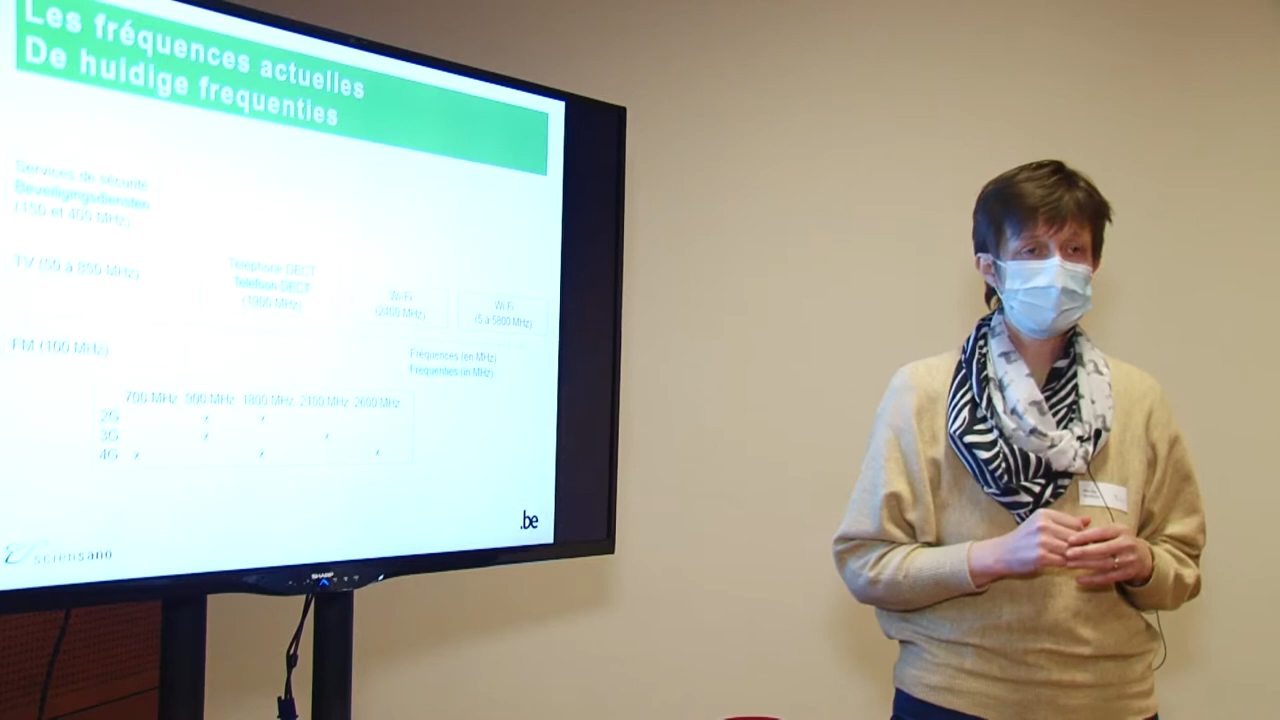 Les fréquences actuelles
De huidige frequenties
Services de sécurité
Beveiligingsdiensten
(150 et 400 MHz)
TV (50 à 850 MHz)
Téléphone DECT
Telefoon DECT
(1900 MHz)
Wi-Fi
(2400 MHz)
Wi-Fi
(5 à 5800 MHz)
FM (100 MHz)
Fréquences (en MHz)
Frequenties (in MHz)
700 MHz 900 MHz 1800 MHz 2100 MHz 2600 MHz
2G x x
3G x x
4G x x x
.be
sciensano
SHARP